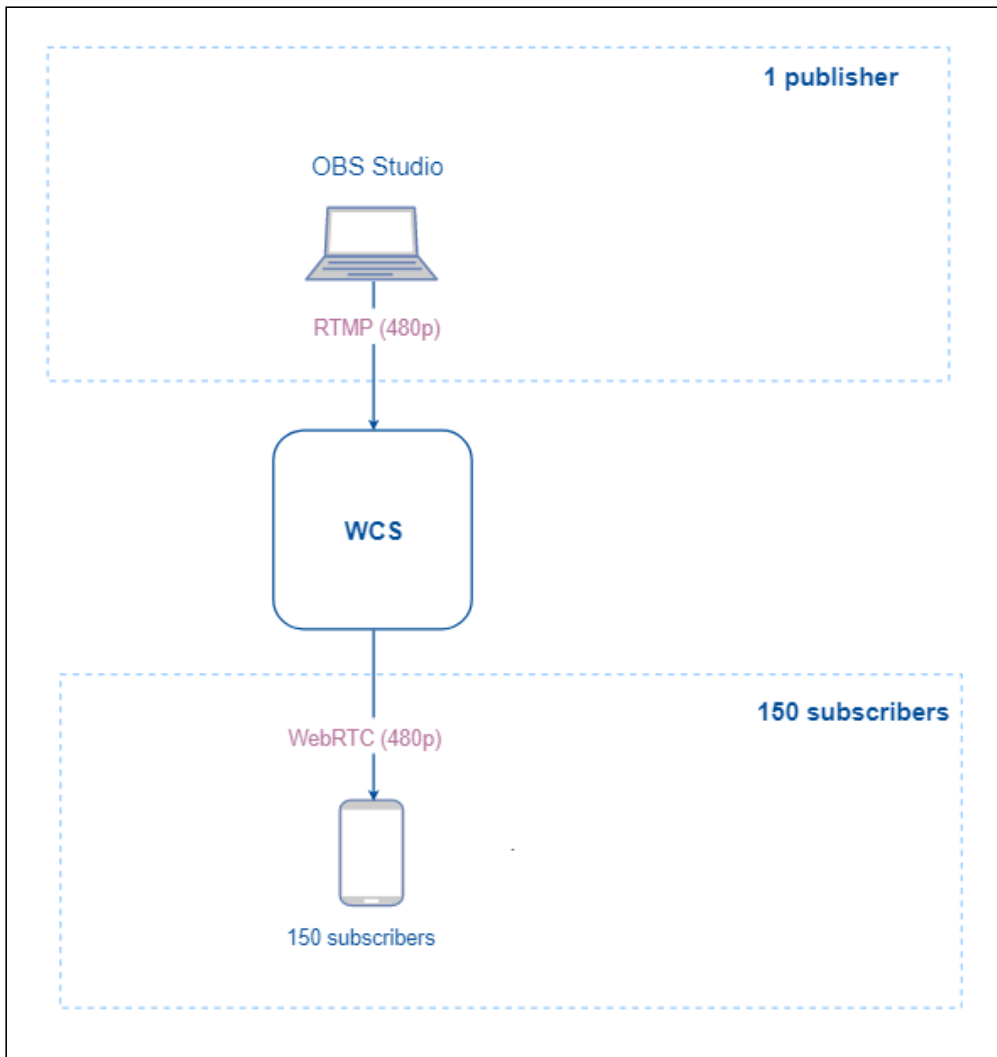 1 publisher
OBS Studio
RTMP (480p)
WCS
150 subscribers
WebRTC (480p)
150 subscribers